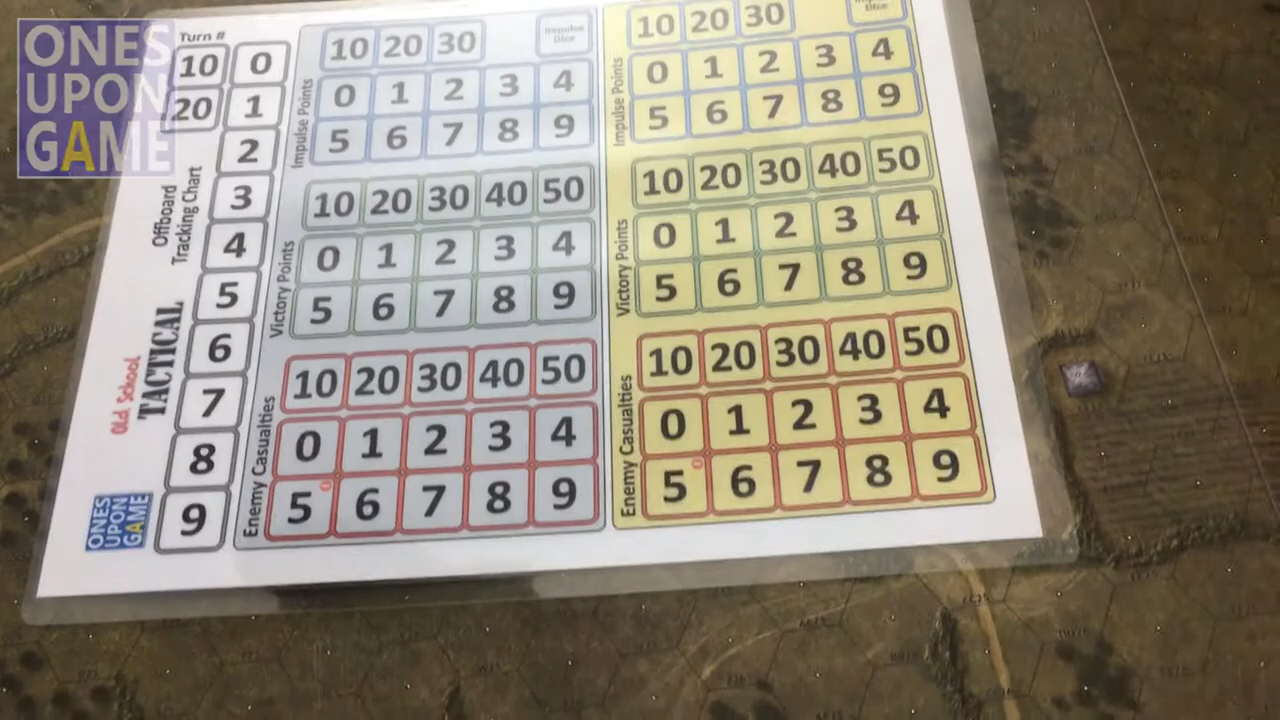 ONES
UPON
GAME
Turn #
10 0
20 1
2
3
4
5
6
7
8
9
Offboard
Tracking Chart
Old School
TACTICAL
ONES
UPON
GAME
Impulse Points
10 20 30
Impulse
Dice
0 1 2 3 4
5 6 7 8 9
Victory Points
10 20 30 40 50
0 1 2 3 4
5 6 7 8 9
Enemy Casualties
10 20 30 40 50
0 1 2 3 4
5 6 7 8 9
Impulse Points
10 20 30
Dice
0 1 2 3 4
5 6 7 8 9
Victory Points
10 20 30 40 50
0 1 2 3 4
5 6 7 8 9
Enemy Casualties
10 20 30 40 50
0 1 2 3 4
5 6 7 8 9